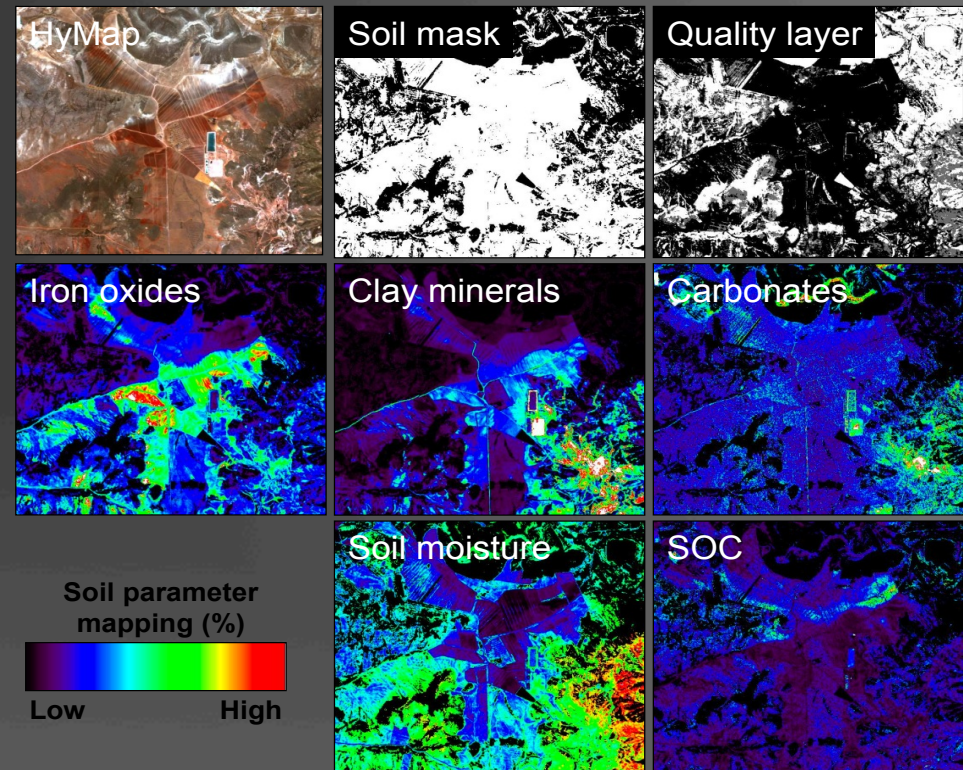 HyMap
Soil mask
Quality layer
Iron oxides
Clay minerals
Carbonates
Soil moisture
SOC
Soil parameter
mapping (%)
Low
High